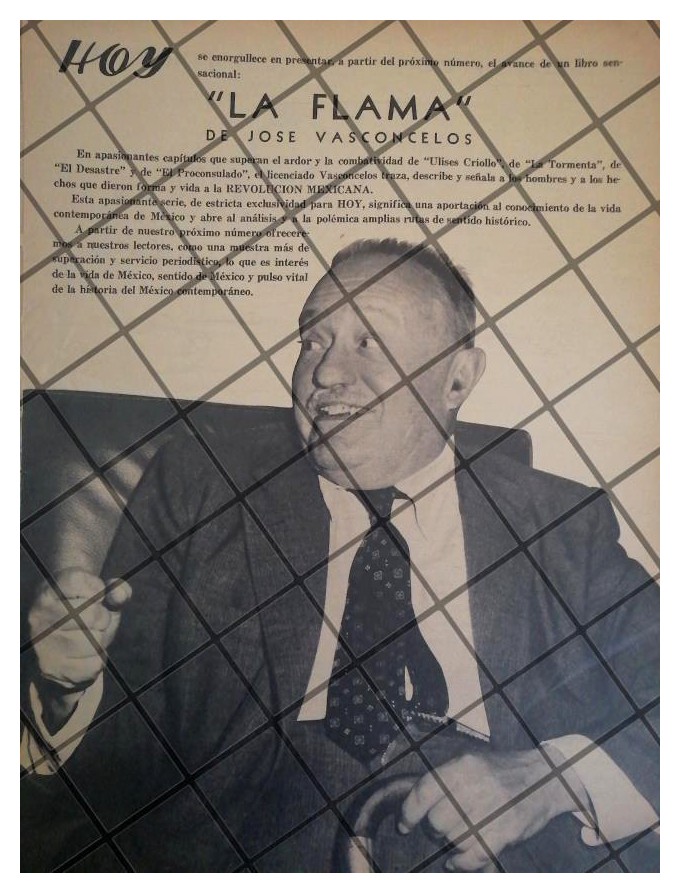 HOY
se enorgullece en presentar, a partir del próximo número, el avance de un libro sen-
sacional:
"LA FLAMA"
DE JOSE VASCONCELOS
En apasionantes capítulos que superan el ardor y la combatividad de "Ulises Criollo", de "La Tormenta", de
"El Desastre" y de "El Proconsulado", el licenciado Vasconcelos traza, describe y señala a los hombres y a los he-
chos que dieron forma y vida a la REVOLUCION MEXICANA.
Esta apasionante serie, de estricta exclusividad para HOY, significa una aportación al conocimiento de la vida
contemporánea de México y abre al análisis y a la polémica amplias rutas de sentido histórico.
A partir de nuestro próximo número ofrecere-
mos a nuestros lectores, como una muestra más de
superación y servicio periodístico, lo que es interés
de la vida de México, sentido de México y pulso vital
de la historia del México contemporáneo.